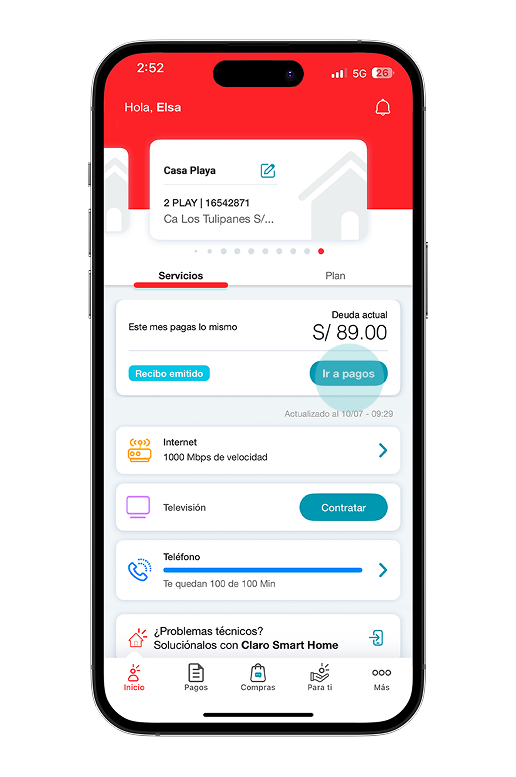 2:52
5G 26
Hola, Elsa
Casa Playa
2 PLAY | 16542871
Ca Los Tulipanes S/...
Servicios
Plan
Deuda actual
Este mes pagas lo mismo
S/ 89.00
Recibo emitido
Ir a pagos
Actualizado al 10/07 - 09:29
Internet
1000 Mbps de velocidad
Televisión
Contratar
Teléfono
Te quedan 100 de 100 Min
¿Problemas técnicos?
Soluciónalos con Claro Smart Home
Inicio
Pagos
Compras
Para ti
Más